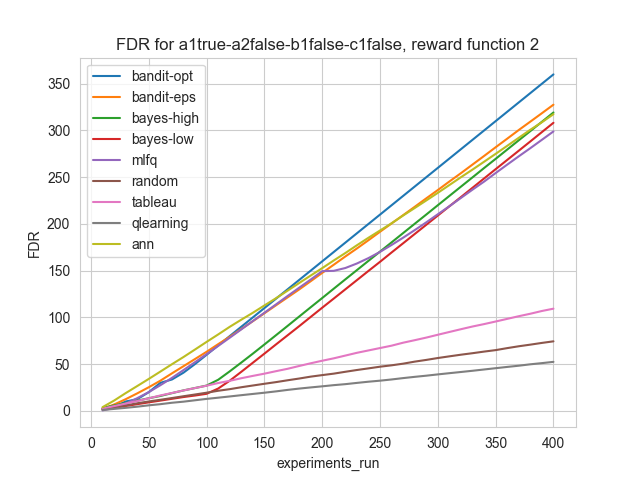 FDR for a1true-a2false-b1false-c1false, reward function 2
bandit-opt
bandit-eps
bayes-high
bayes-low
mlfq
random
tableau
qlearning
ann
FDR
350
300
250
200
150
100
50
0
0 50 100 150 200 250 300 350 400
experiments_run